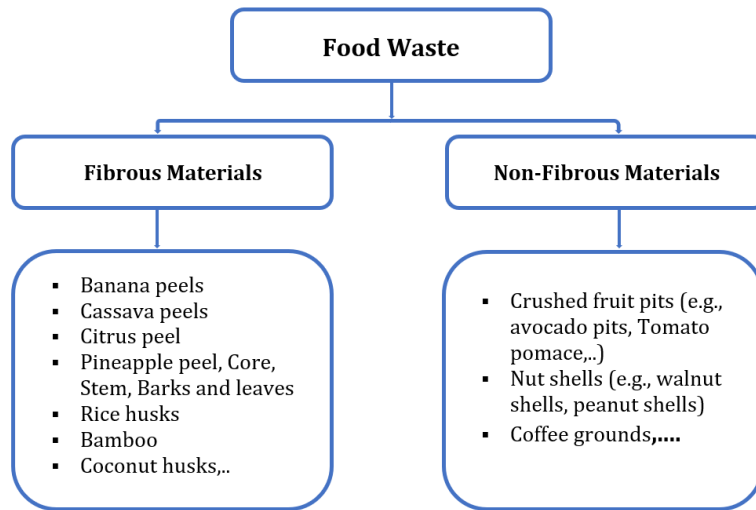 Food Waste
Fibrous Materials
Non-Fibrous Materials
▪ Banana peels
▪ Cassava peels
▪ Citrus peel
▪ Pineapple peel, Core,
Stem, Barks and leaves
▪ Rice husks
▪ Bamboo
▪ Coconut husks,..
▪ Crushed fruit pits (e.g.,
avocado pits, Tomato
pomace,..)
▪ Nut shells (e.g., walnut
shells, peanut shells)
▪ Coffee grounds,....